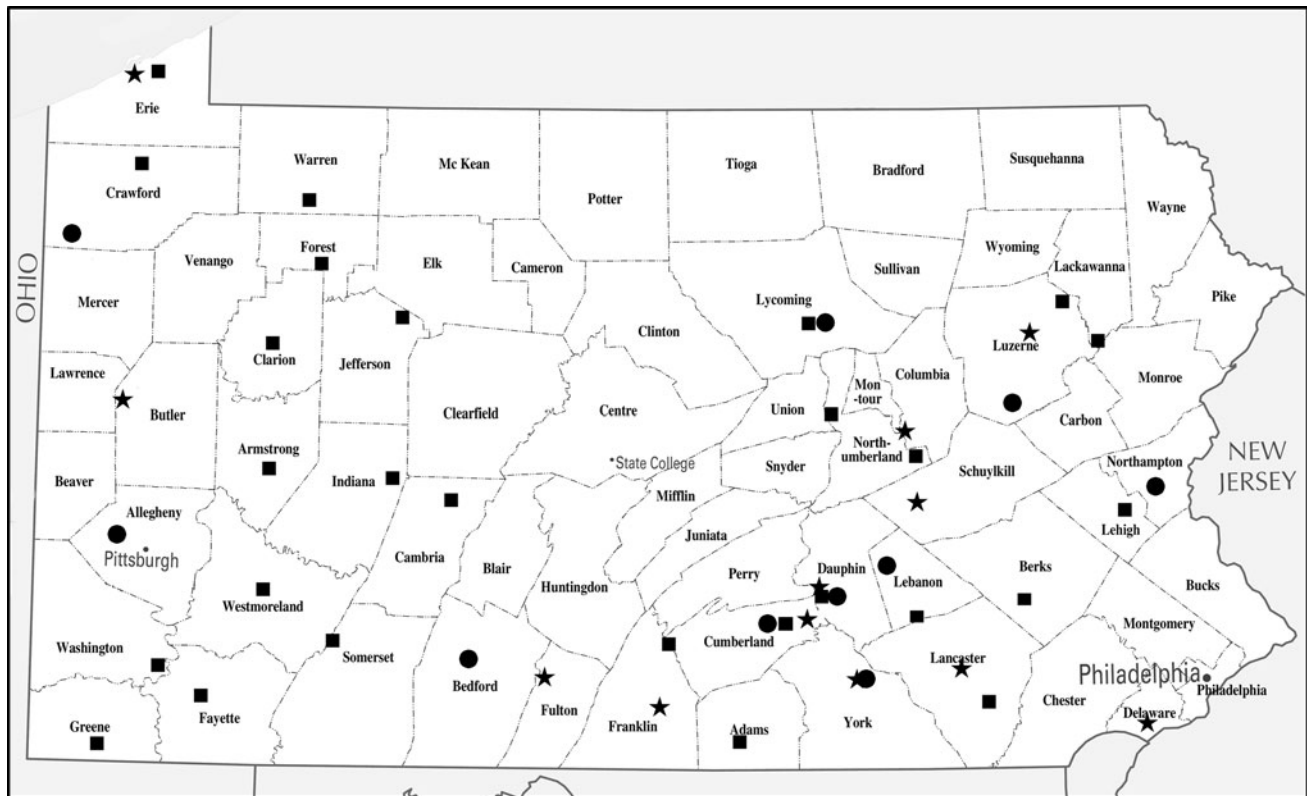 Erie
Warren
Mc Kean
Tioga
Bradford
Susquehanna
Crawford
Potter
Wayne
OHIO
Venango
Forest
Elk
Cameron
Sullivan
Wyoming
Lackawanna
Mercer
Lycoming
Pike
Clinton
Luzerne
Clarion
Jefferson
Lawrence
Butler
Clearfield
Centre
Union
Mon
-tour
Columbia
Monroe
Carbon
Armstrong
North-
umberland
NEW
JERSEY
Beaver
Indiana
State College
Snyder
Schuylkill
Northampton
Mifflin
Allegheny
Lehigh
Pittsburgh
Juniata
Cambria
Blair
Huntingdon
Perry
Dauphin
Lebanon
Berks
Bucks
Westmoreland
Montgomery
Washington
Somerset
Cumberland
Lancaster
Bedford
Philadelphia
Philadelphia
Fulton
Chester
Greene
Fayette
Franklin
Adams
York
Delaware